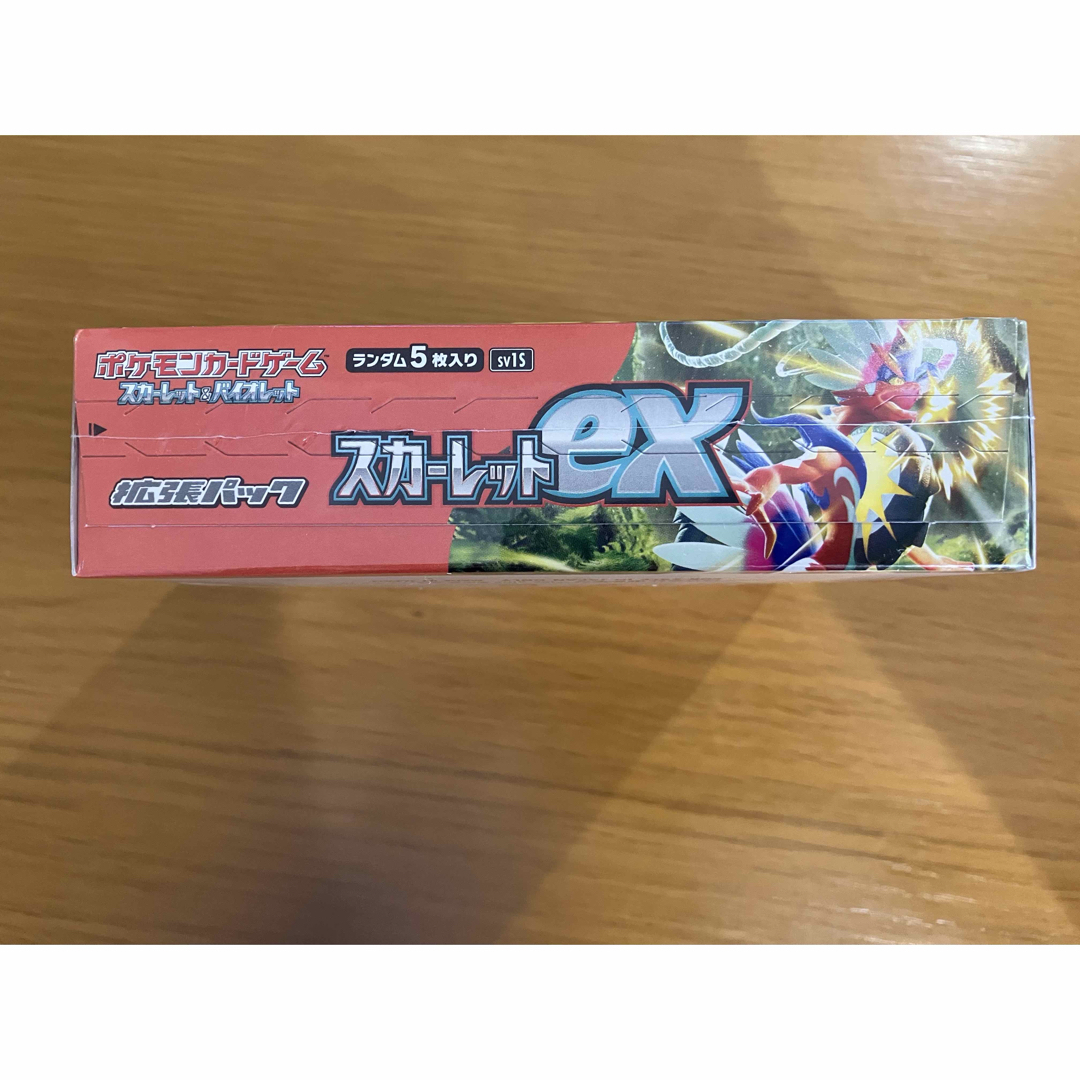 ポケモンカードゲーム
スカーレット&バイオレット
ランダム5枚入り
sv1S
拡張パック
スカーレットex